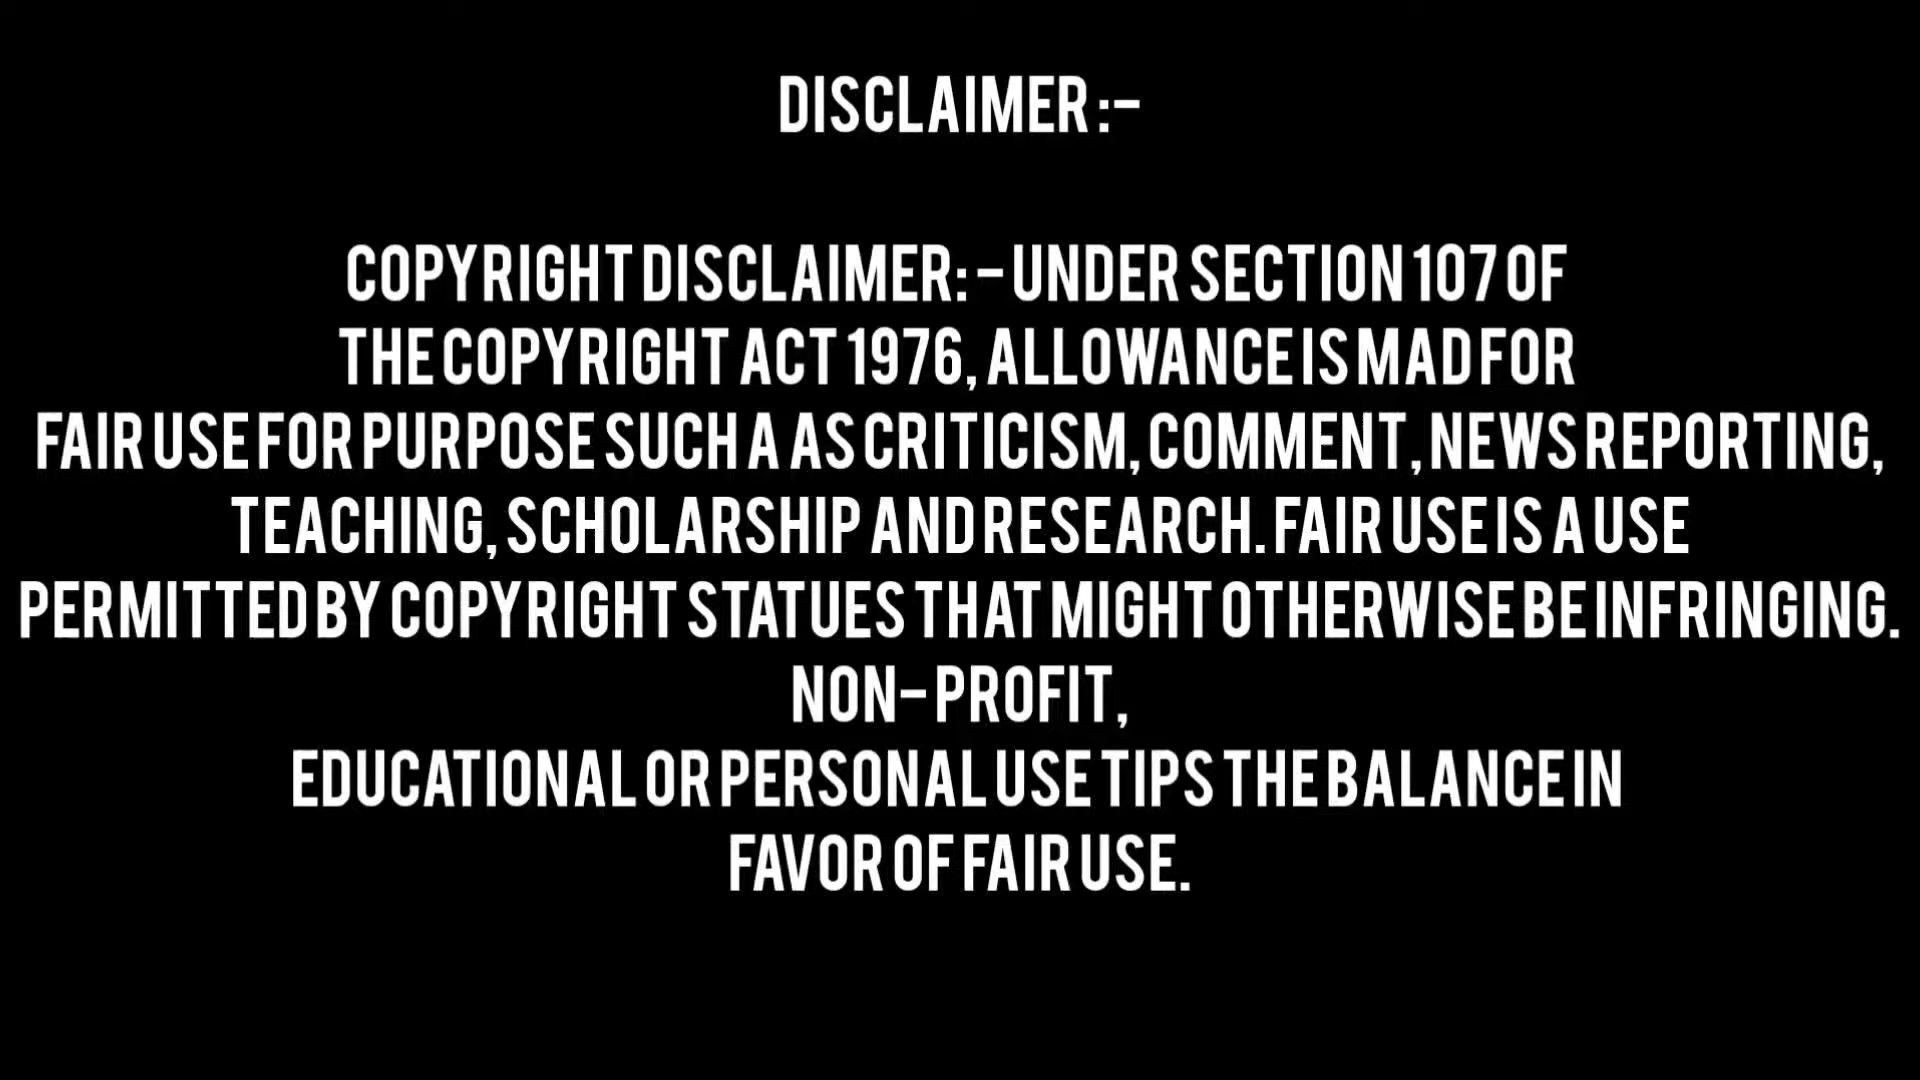 DISCLAIMER :-
COPYRIGHT DISCLAIMER: - UNDER SECTION 107 OF
THE COPYRIGHT ACT 1976, ALLOWANCE IS MAD FOR
FAIR USE FOR PURPOSE SUCH A AS CRITICISM, COMMENT, NEWS REPORTING,
TEACHING, SCHOLARSHIP AND RESEARCH. FAIR USE IS A USE
PERMITTED BY COPYRIGHT STATUES THAT MIGHT OTHERWISE BE INFRINGING.
NON- PROFIT,
EDUCATIONAL OR PERSONAL USE TIPS THE BALANCE IN
FAVOR OF FAIR USE.